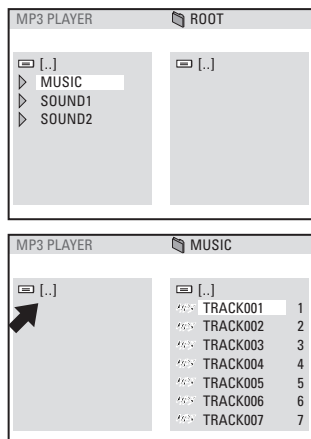 MP3 PLAYER ROOT
[..] [..]
MUSIC
SOUND1
SOUND2
MP3 PLAYER MUSIC
[..] [..]
TRACK001 1
TRACK002 2
TRACK003 3
TRACK004 4
TRACK005 5
TRACK006 6
TRACK007 7